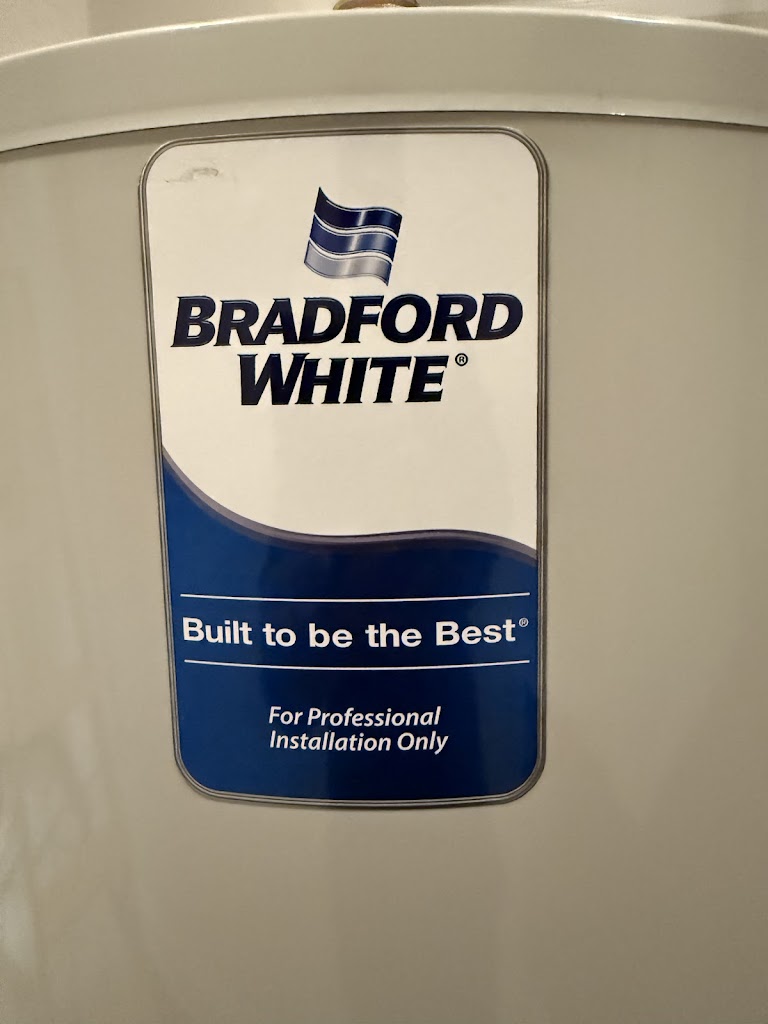 BRADFORD
WHITE®
Built to be the Best®
For Professional
Installation Only